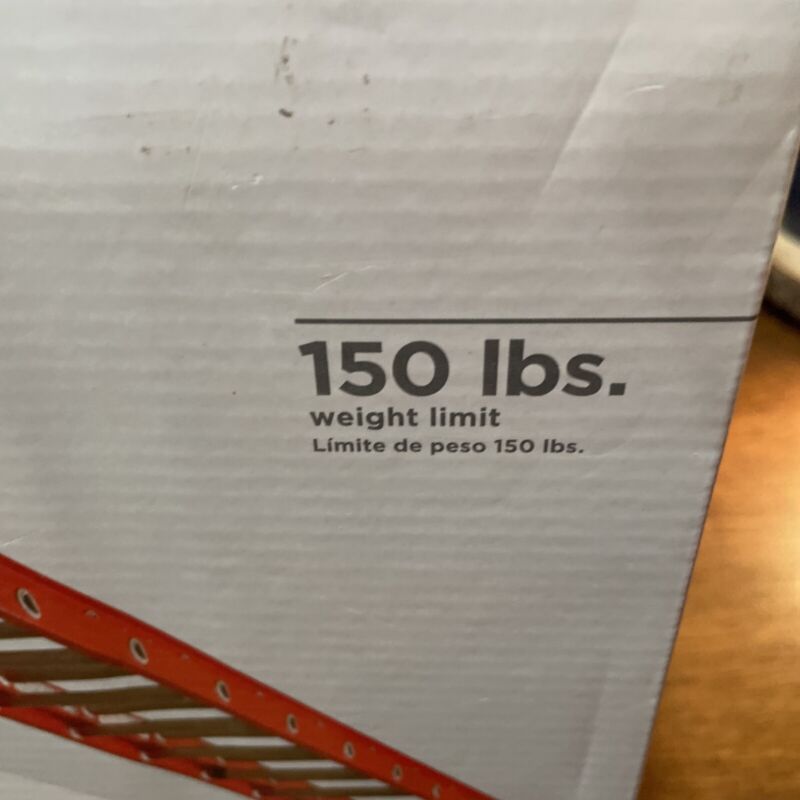 150 lbs.
weight limit
Límite de peso 150 lbs.